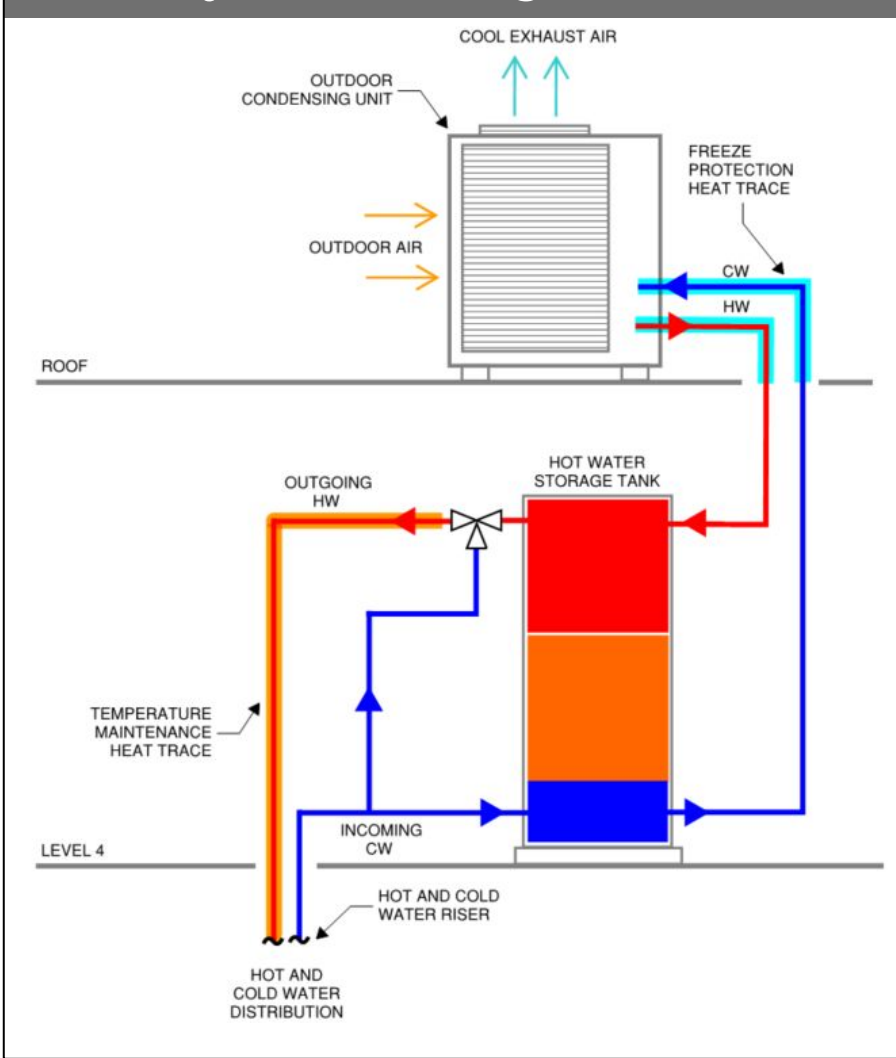 COOL EXHAUST AIR
OUTDOOR
CONDENSING UNIT
FREEZE
PROTECTION
HEAT TRACE
OUTDOOR AIR
CW
HW
ROOF
HOT WATER
STORAGE TANK
OUTGOING
HW
TEMPERATURE
MAINTENANCE
HEAT TRACE
INCOMING
CW
LEVEL 4
HOT AND COLD
WATER RISER
HOT AND
COLD WATER
DISTRIBUTION